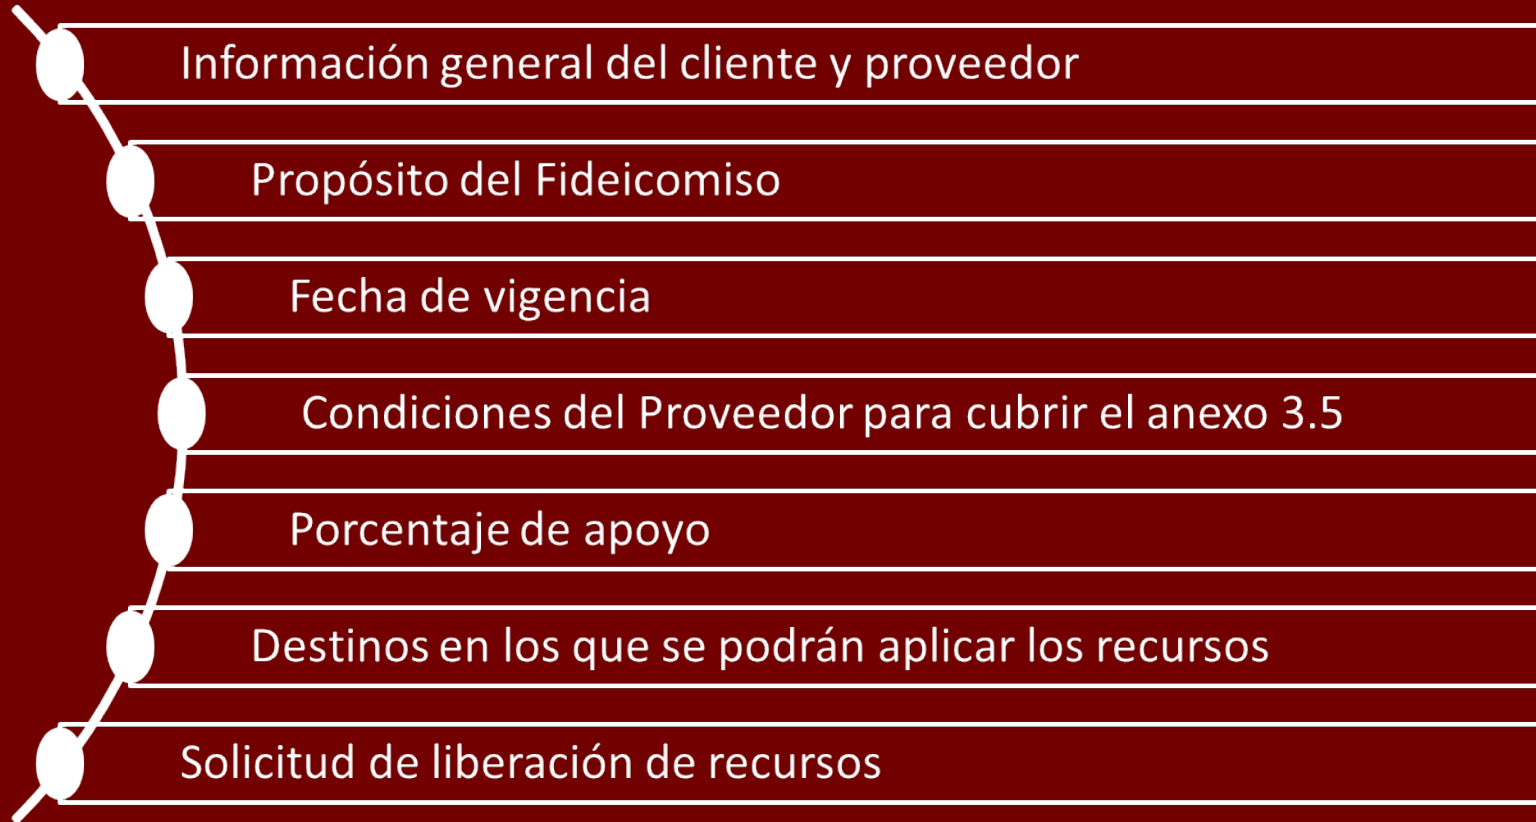 Información general del cliente y proveedor
Propósito del Fideicomiso
Fecha de vigencia
Condiciones del Proveedor para cubrir el anexo 3.5
Porcentaje de apoyo
Destinos en los que se podrán aplicar los recursos
Solicitud de liberación de recursos